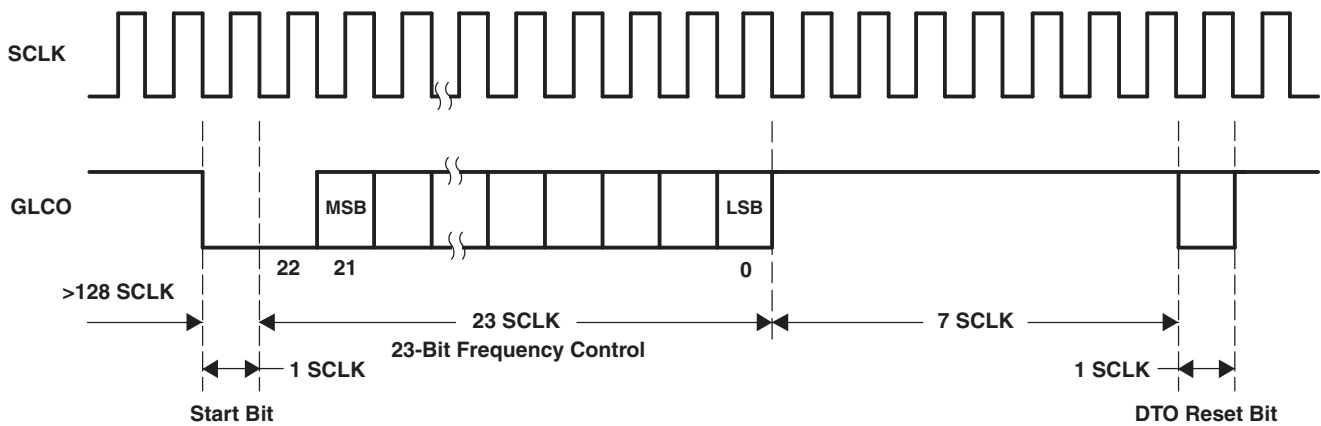 SCLK
GLCO
MSB
LSB
22
21
0
>128 SCLK
23 SCLK
7 SCLK
23-Bit Frequency Control
1 SCLK
1 SCLK
Start Bit
DTO Reset Bit